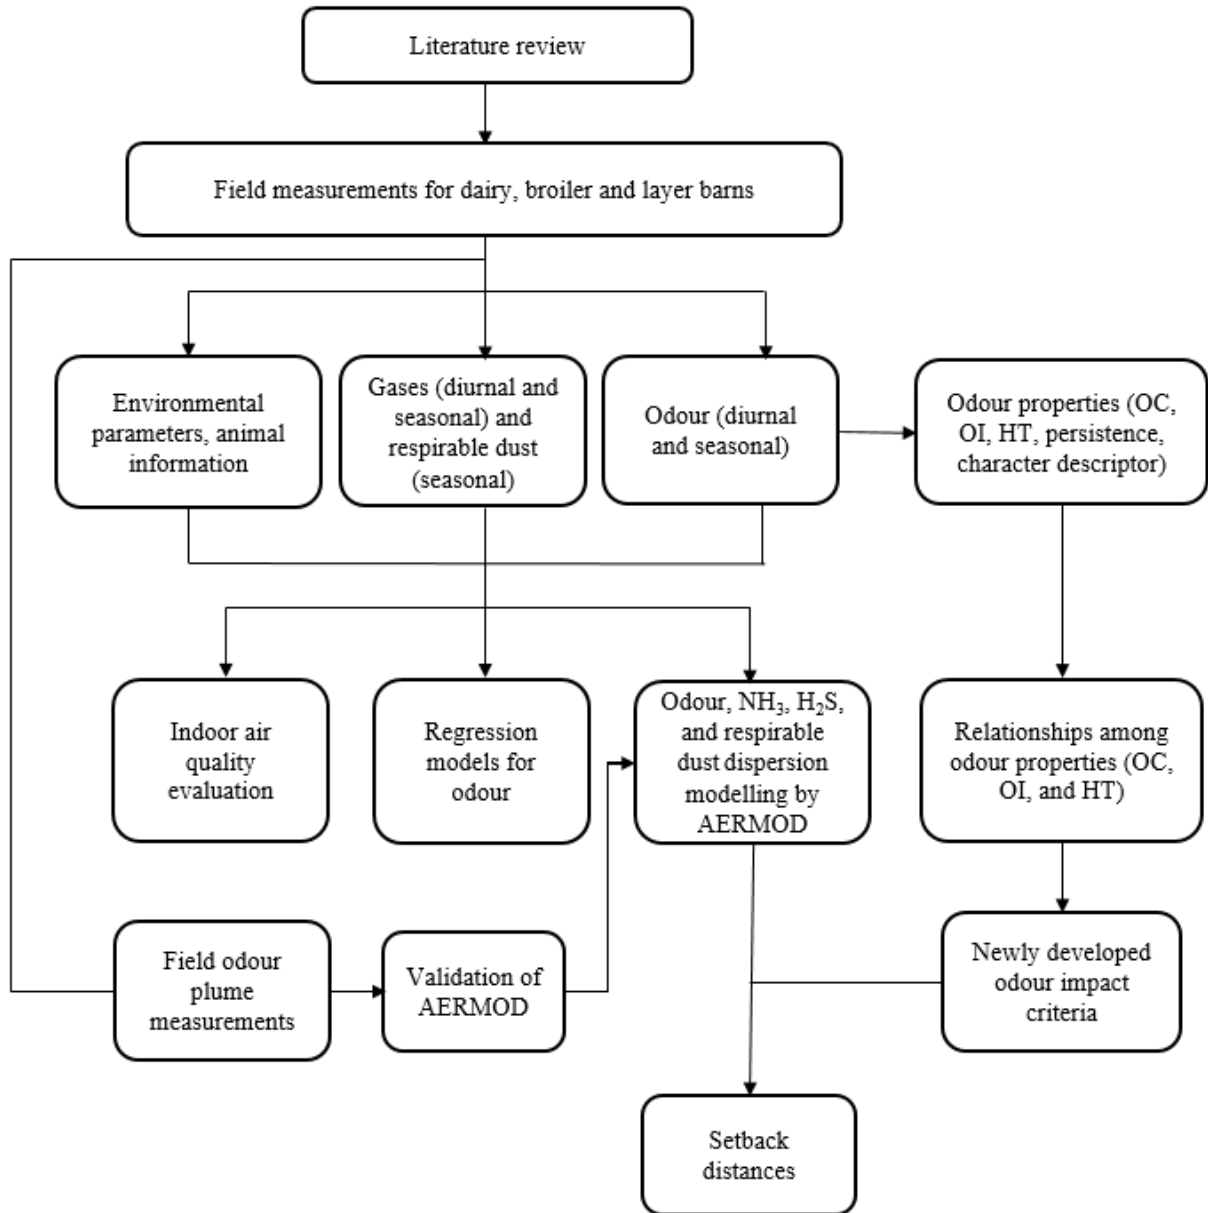 Literature review
Field measurements for dairy, broiler and layer barns
Environmental
parameters, animal
information
Gases (diurnal and
seasonal) and
respirable dust
(seasonal)
Odour (diurnal
and seasonal)
Odour properties (OC,
OI, HT, persistence,
character descriptor)
Indoor air
quality
evaluation
Regression
models for
odour
Odour, NH₃, H₂S,
and respirable
dust dispersion
modelling by
AERMOD
Relationships among
odour properties (OC,
OI, and HT)
Field odour
plume
measurements
Validation of
AERMOD
Newly developed
odour impact
criteria
Setback
distances